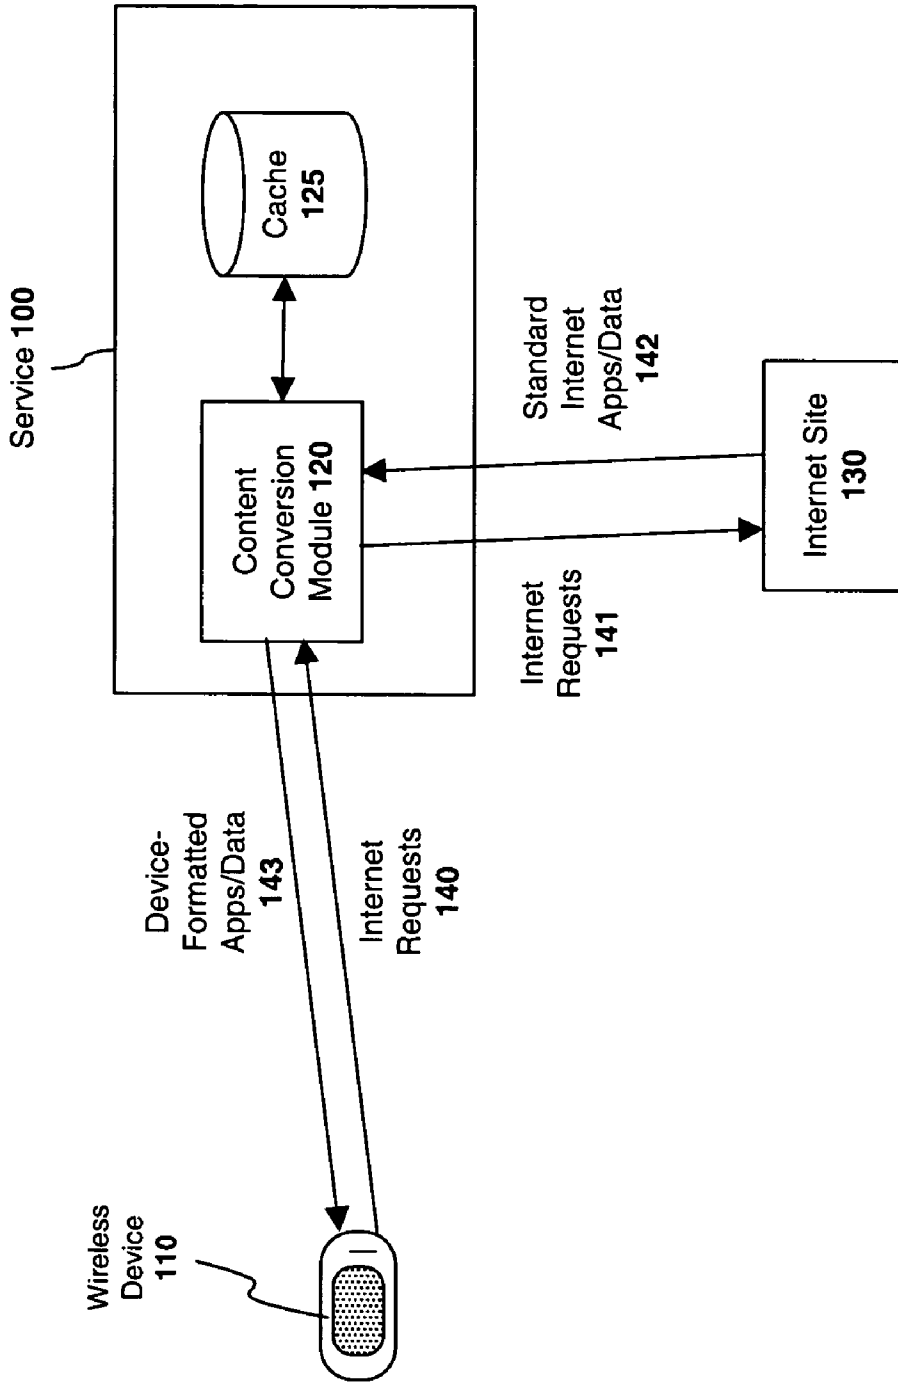 Service 100
Cache
125
Content
Conversion
Module 120
Device-
Formatted
Apps/Data
143
Internet
Requests
140
Wireless
Device
110
Internet
Requests
141
Standard
Internet
Apps/Data
142
Internet Site
130